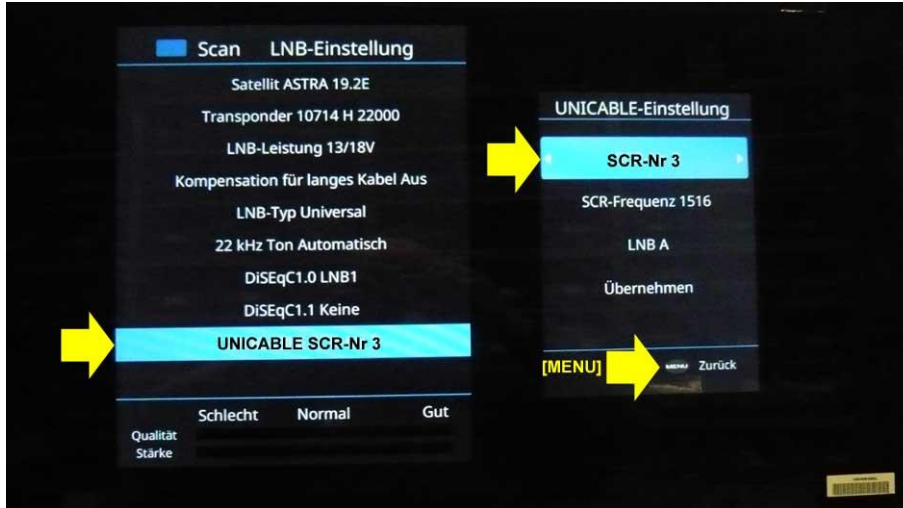 Scan LNB-Einstellung
Satellit ASTRA 19.2E
Transponder 10714 H 22000
LNB-Leistung 13/18V
Kompensation für langes Kabel Aus
LNB-Typ Universal
22 kHz Ton Automatisch
DiSEqC1.0 LNB1
DiSEqC1.1 Keine
UNICABLE SCR-Nr 3
Schlecht Normal Gut
Qualität
Stärke
UNICABLE-Einstellung
SCR-Nr 3
SCR-Frequenz 1516
LNB A
Übernehmen
[MENU] MENU Zurück